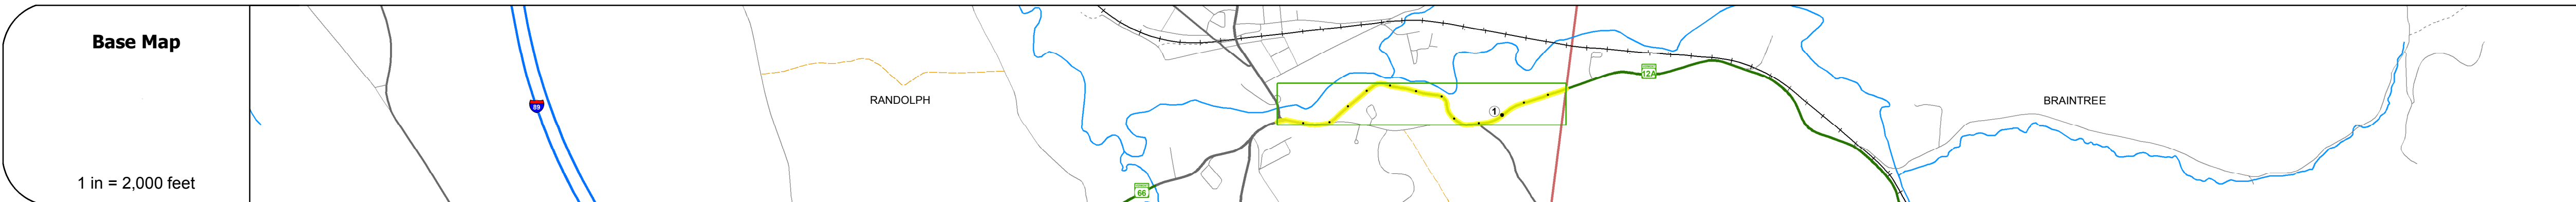 Base Map
1 in = 2,000 feet
89
RANDOLPH
66
1
12A
BRAINTREE